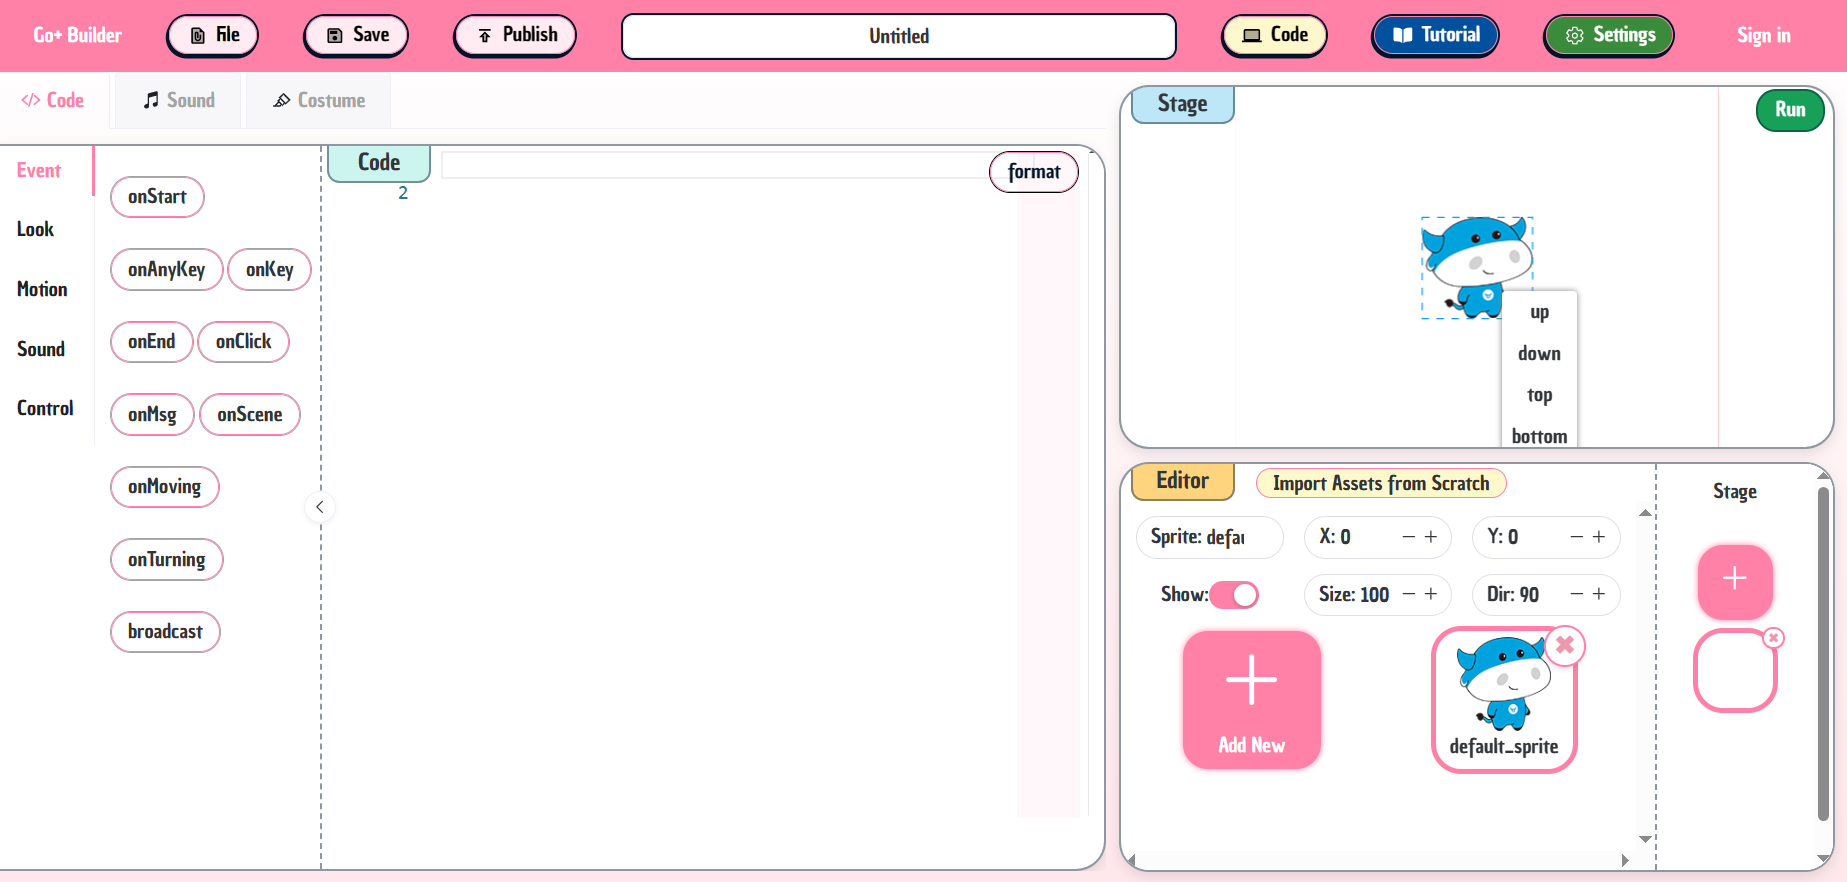 Go+ Builder
File
Save
Publish
Untitled
Code
Tutorial
Settings
Sign in
Code
Sound
Costume
Event
Look
Motion
Sound
Control
onStart
onAnyKey
onKey
onEnd
onClick
onMsg
onScene
onMoving
onTurning
broadcast
Code
format
2
Stage
Run
up
down
top
bottom
Editor
Import Assets from Scratch
Sprite: defau
X: 0
Y: 0
Show:
Size: 100
Dir: 90
Add New
default_sprite
Stage